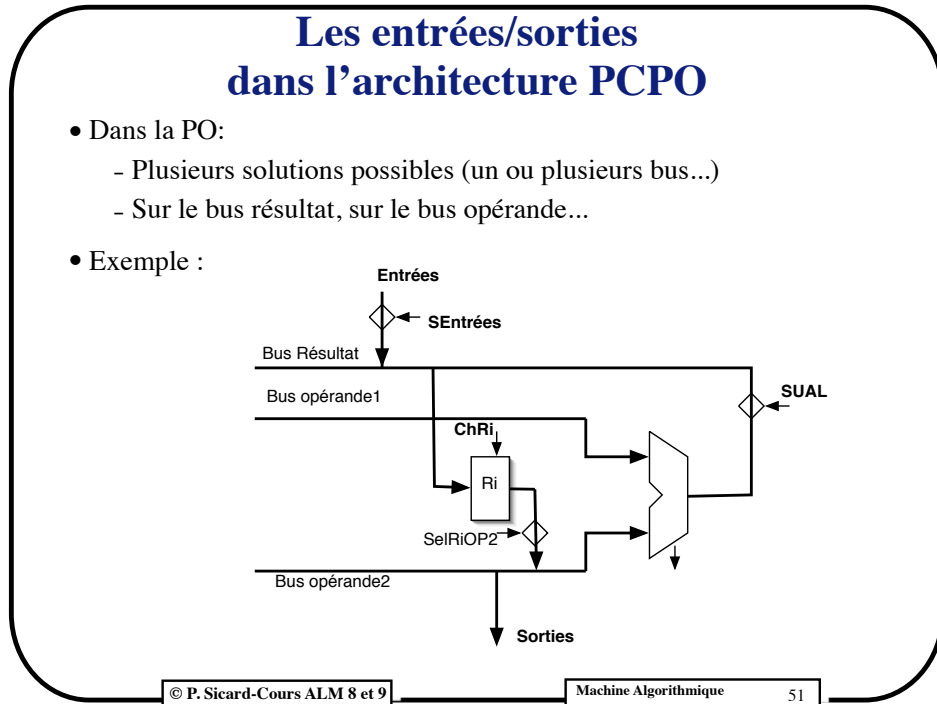 Les entrées/sorties
dans l'architecture PCPO
• Dans la PO:
- Plusieurs solutions possibles (un ou plusieurs bus...)
- Sur le bus résultat, sur le bus opérande...
• Exemple :
Entrées
SEntrées
Bus Résultat
SUAL
Bus opérande1
ChRi
Ri
SelRiOP2
Bus opérande2
Sorties
© P. Sicard-Cours ALM 8 et 9
Machine Algorithmique
51